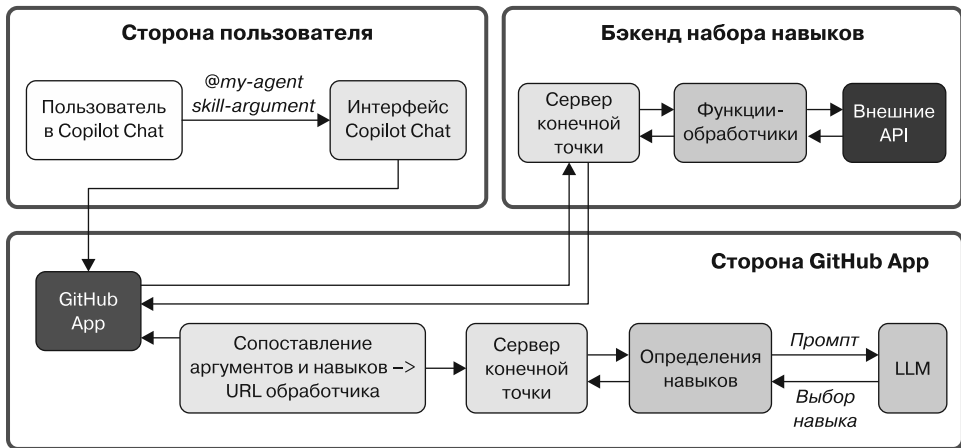 Сторона пользователя
Пользователь
в Copilot Chat
@my-agent
skill-argument
Интерфейс
Copilot Chat
Бэкенд набора навыков
Сервер
конечной
точки
Функции-
обработчики
Внешние
API
Сторона GitHub App
GitHub
App
Сопоставление
аргументов и навыков –>
URL обработчика
Сервер
конечной
точки
Определения
навыков
Промпт
Выбор
навыка
LLM